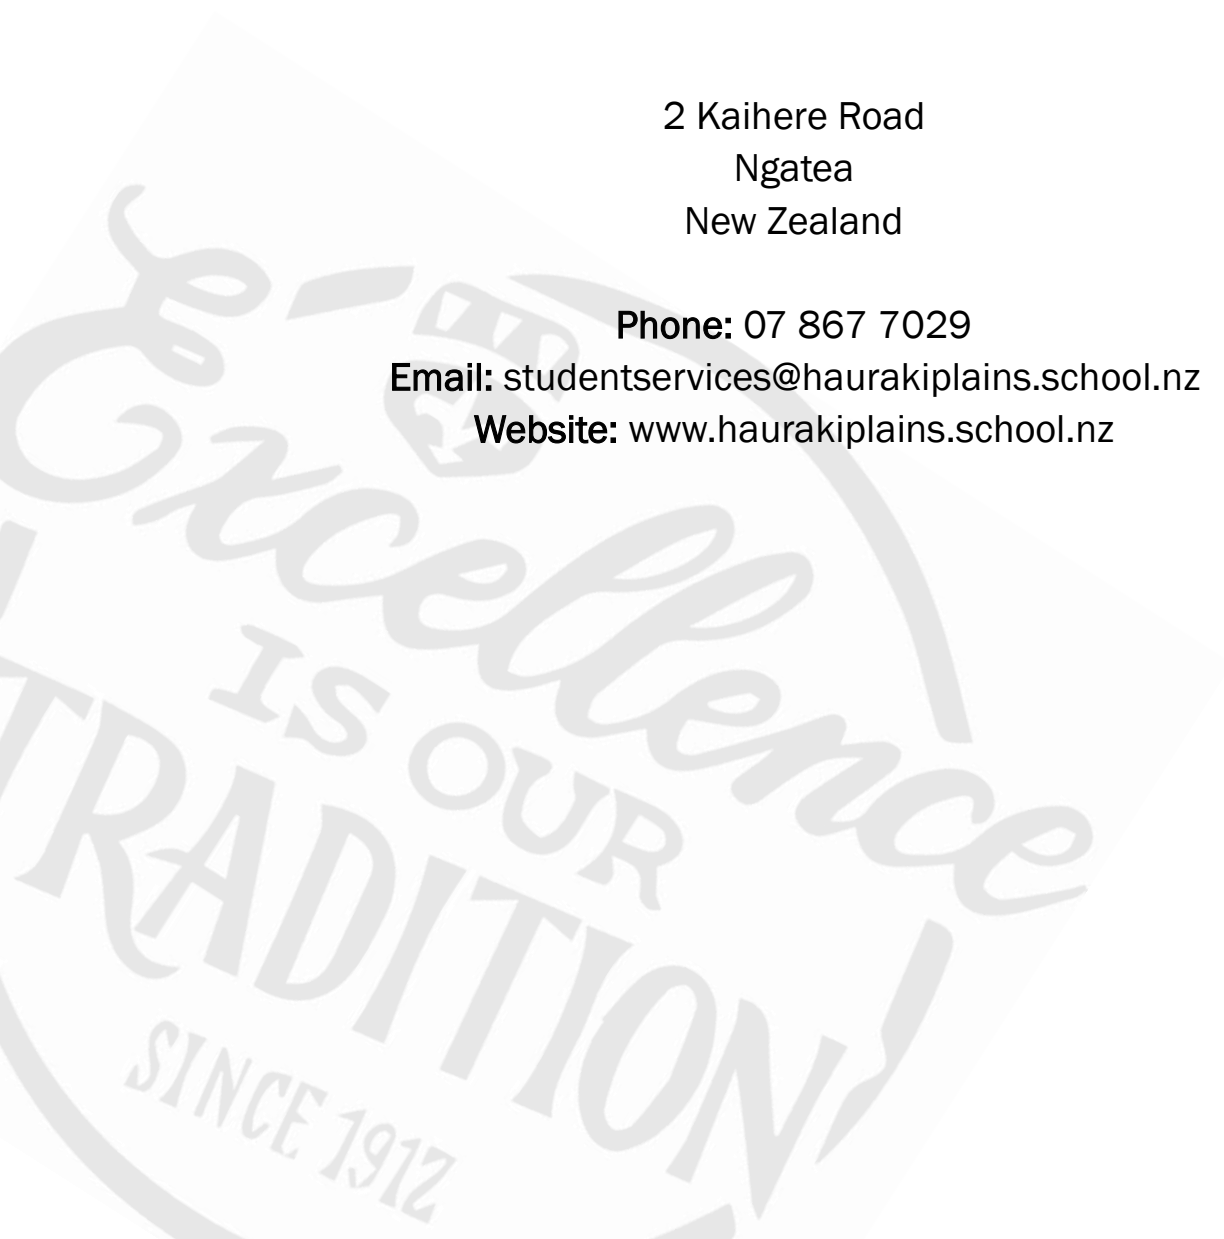 2 Kaihere Road
Ngatea
New Zealand
Phone: 07 867 7029
Email: studentservices@haurakiplains.school.nz
Website: www.haurakiplains.school.nz
Excellence
IS OUR
TRADITION
SINCE 1912